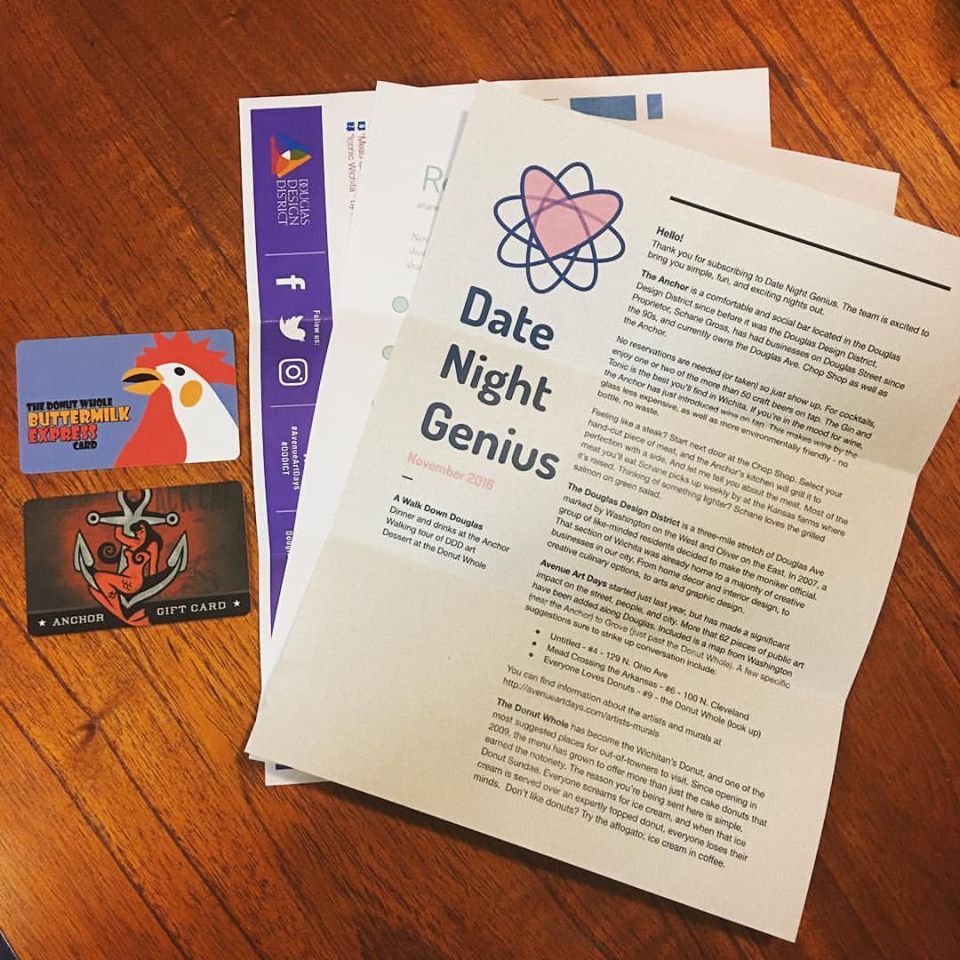 THE DONUT WHOLE
BUTTERMILK
EXPRESS
CARD
★ ANCHOR
GIFT CARD ★
DOUGLAS
DESIGN
DISTRICT
Follow us:
#AvenueArtDays
#DDDICT
"Mead
"Iconic Wichita" by
Date
Night
Genius
November 2016
A Walk Down Douglas
Dinner and drinks at the Anchor
Walking tour of DDD art
Dessert at the Donut Whole
Hello!
Thank you for subscribing to Date Night Genius. The team is excited to
bring you simple, fun, and exciting nights out.
The Anchor is a comfortable and social bar located in the Douglas
Design District since before it was the Douglas Design District.
Proprietor, Schane Gross, has had businesses on Douglas Street since
the 90s, and currently owns the Douglas Ave. Chop Shop as well as
the Anchor.
No reservations are needed (or taken) so just show up. For cocktails,
enjoy one or two of the more than 50 craft beers on tap. The Gin and
Tonic is the best you'll find in Wichita. If you're in the mood for wine,
the Anchor has just introduced wine on tap. This makes wine by the
glass less expensive, as well as more environmentally friendly - no
bottle, no waste.
Feeling like a steak? Start next door at the Chop Shop. Select your
hand-cut piece of meat, and the Anchor's kitchen will grill it to
perfection with a side. And let me tell you about the meat. Most of the
meat you'll eat Schane picks up weekly by at the Kansas farms where
it's raised. Thinking of something lighter? Schane loves the grilled
salmon on green salad.
The Douglas Design District is a three-mile stretch of Douglas Ave
marked by Washington on the West and Oliver on the East. In 2007, a
group of like-minded residents decided to make the moniker official.
That section of Wichita was already home to a majority of creative
businesses in our city. From home decor and interior design, to
creative culinary options, to arts and graphic design.
Avenue Art Days started just last year, but has made a significant
impact on the street, people, and city. More that 62 pieces of public art
have been added along Douglas. Included is a map from Washington
(near the Anchor) to Grove (just past the Donut Whole). A few specific
suggestions sure to strike up conversation include:
• Untitled - #4 - 129 N. Ohio Ave
• Mead Crossing the Arkansas - #6 - 100 N. Cleveland
• Everyone Loves Donuts - #9 - the Donut Whole (look up)
You can find information about the artists and murals at
http://avenueartdays.com/artists-murals
The Donut Whole has become the Wichitan's Donut, and one of the
most suggested places for out-of-towners to visit. Since opening in
2009, the menu has grown to offer more than just the cake donuts that
earned the notoriety. The reason you're being sent here is simple.
Donut Sundae. Everyone screams for ice cream, and when that ice
cream is served over an expertly topped donut, everyone loses their
minds. Don't like donuts? Try the affogato; ice cream in coffee.